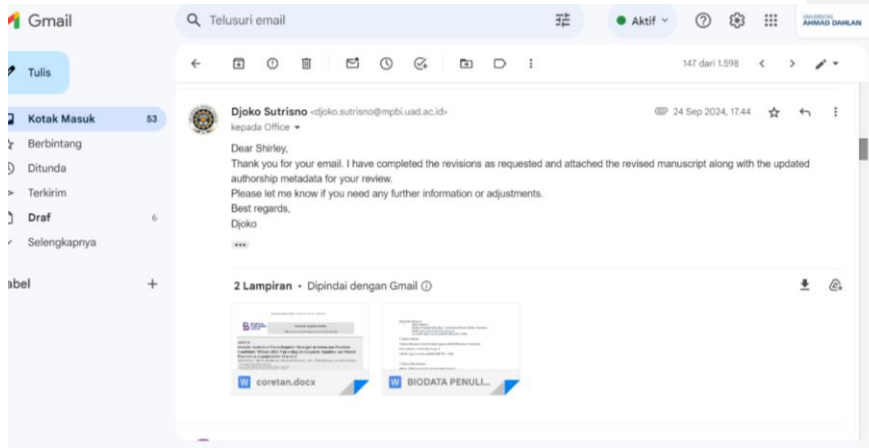 Gmail
Telusuri email
Aktif
UNIVERSITAS
AHMAD DAHLAN
Tulis
147 dari 1.598
Kotak Masuk 53
Berbintang
Ditunda
Terkirim
Draf 6
Selengkapnya
abel
Djoko Sutrisno <djoko.sutrisno@mpbi.uad.ac.id>
24 Sep 2024, 17.44
kepada Office
Dear Shirley,
Thank you for your email. I have completed the revisions as requested and attached the revised manuscript along with the updated
authorship metadata for your review.
Please let me know if you need any further information or adjustments.
Best regards,
Djoko
2 Lampiran • Dipindai dengan Gmail
coretan.docx
BIODATA PENULI...